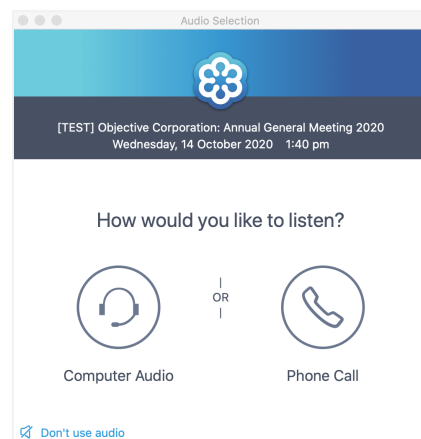 Audio Selection
[TEST] Objective Corporation: Annual General Meeting 2020
Wednesday, 14 October 2020 1:40 pm
How would you like to listen?
OR
Computer Audio
Phone Call
Don't use audio